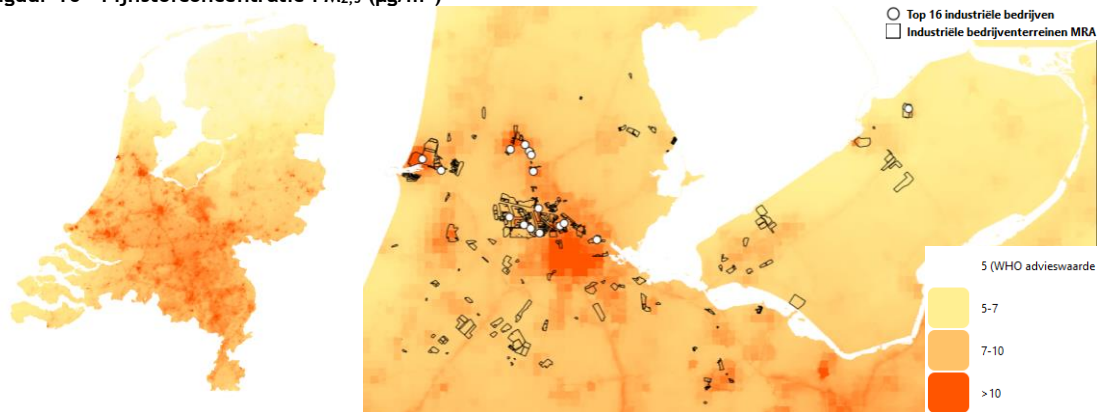 Top 16 industriële bedrijven
Industriële bedrijventerreinen MRA
5 (WHO advieswaarde
5-7
7-10
>10